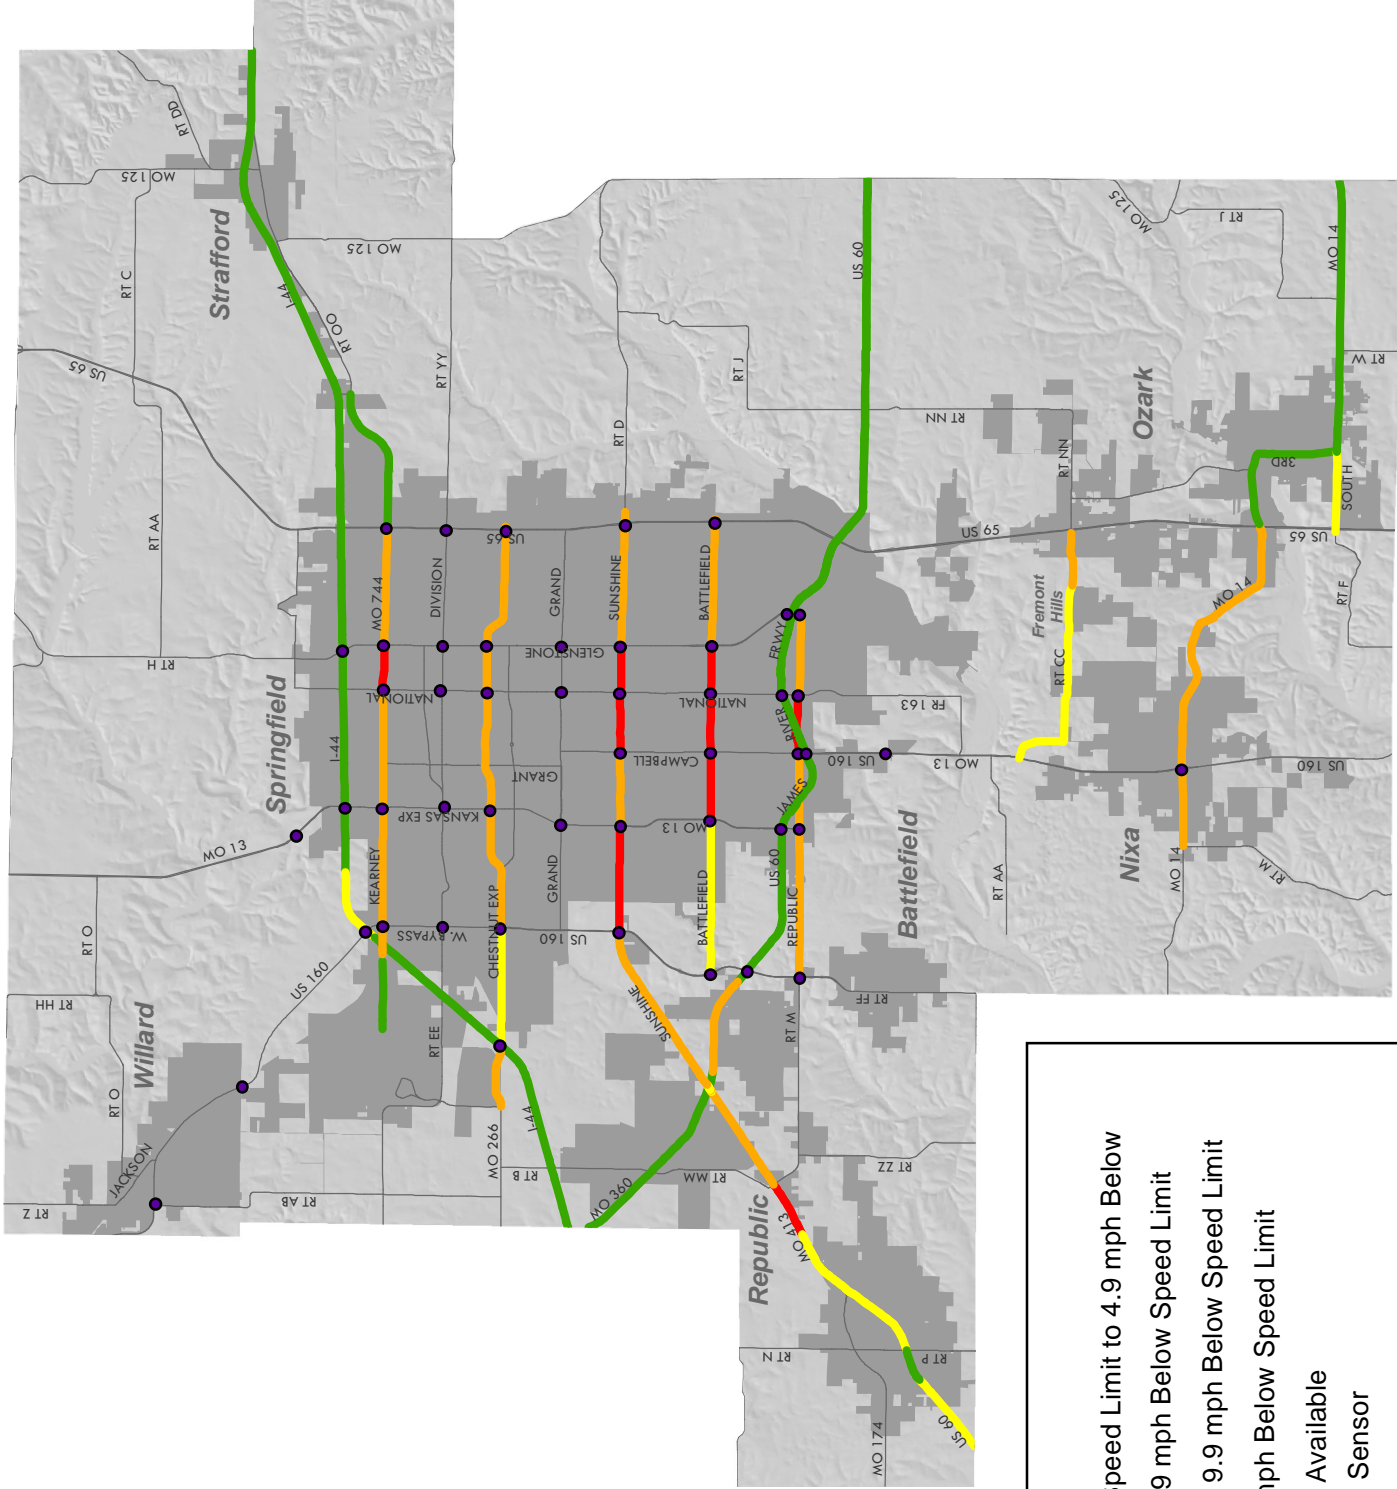 RT DD
MO 125
Strafford
RT C
MO 125
I-44
RT OO
US 65
RT YY
US 60
MO 125
RT J
MO 14
RT J
RT W
RT D
RT NN
RT NN
Ozark
3RD
SOUTH
RT AA
US 65
US 65
US 65
RT F
MO 744
DIVISION
GRAND
SUNSHINE
BATTLEFIELD
Fremont
Hills
MO 14
RT H
GLENSTONE
FRWY
RT CC
Springfield
NATIONAL
NATIONAL
RIVER
FR 163
I-44
GRANT
CAMPBELL
US 160
MO 13
US 160
MO 13
KANSAS EXP
MO 13
JAMES
KEARNEY
GRAND
US 60
Battlefield
Nixa
RT AA
MO 14
RT M
RT O
W. BYPASS
CHESTNUT EXP
US 160
BATTLEFIELD
REPUBLIC
US 160
RT HH
Willard
RT EE
SUNSHINE
RT M
RT FF
RT O
I-44
MO 266
RT B
RT MM
RT ZZ
JACKSON
RT Z
RT AB
MO 360
Republic
MO 413
RT N
RT P
US 60
MO 174
Speed Limit to 4.9 mph Below
9 mph Below Speed Limit
9.9 mph Below Speed Limit
mph Below Speed Limit
Available
Sensor